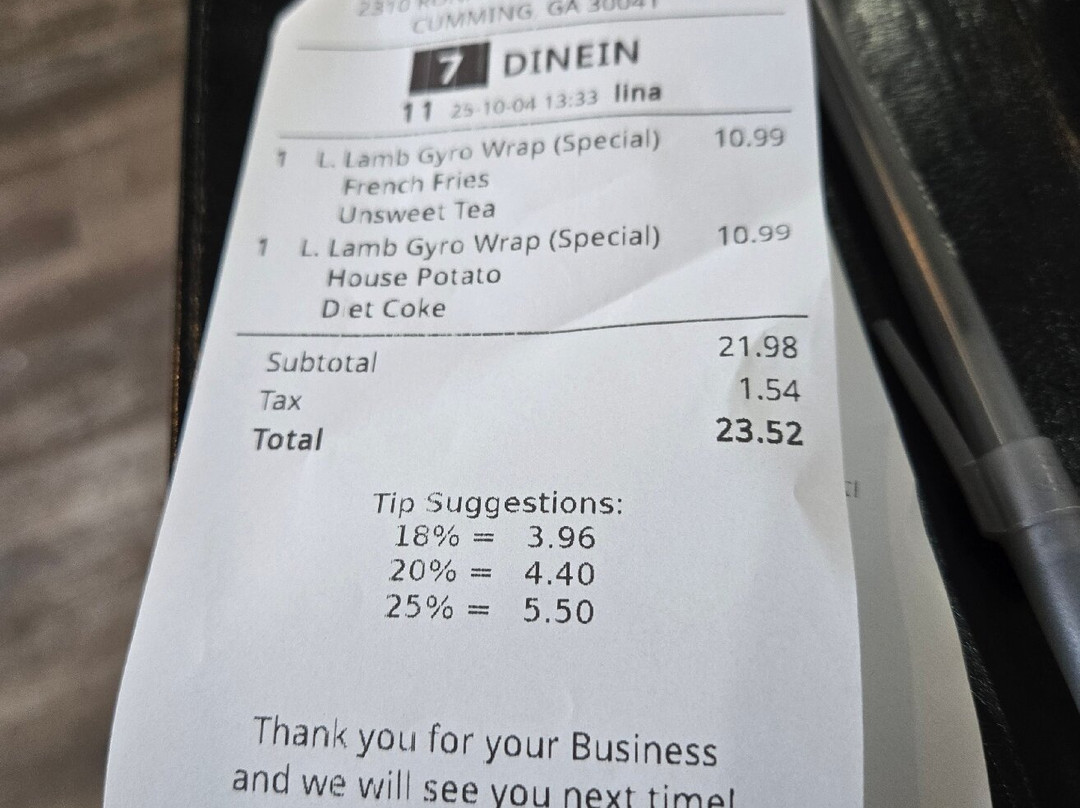 CUMMING, GA 30041
7 DINEIN
11 25-10-04 13:33 lina
1 L. Lamb Gyro Wrap (Special) 10.99
French Fries
Unsweet Tea
1 L. Lamb Gyro Wrap (Special) 10.99
House Potato
Diet Coke
Subtotal 21.98
Tax 1.54
Total 23.52
Tip Suggestions:
18% = 3.96
20% = 4.40
25% = 5.50
Thank you for your Business
and we will see you next time!